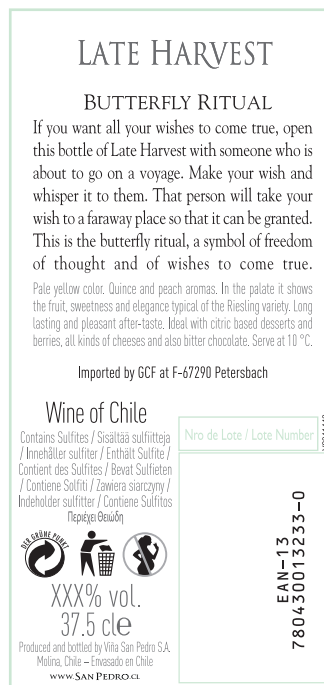 LATE HARVEST
BUTTERFLY RITUAL
If you want all your wishes to come true, open
this bottle of Late Harvest with someone who is
about to go on a voyage. Make your wish and
whisper it to them. That person will take your
wish to a faraway place so that it can be granted.
This is the butterfly ritual, a symbol of freedom
of thought and of wishes to come true.
Pale yellow color. Quince and peach aromas. In the palate it shows
the fruit, sweetness and elegance typical of the Riesling variety. Long
lasting and pleasant after-taste. Ideal with citric based desserts and
berries, all kinds of cheeses and also bitter chocolate. Serve at 10 °C.
Imported by GCF at F-67290 Petersbach
Wine of Chile
Contains Sulfites / Sisältää sulfiitteja
/ Innehåller sulfiter / Enthält Sulfite /
Contient des Sulfites / Bevat Sulfieten
/ Contiene Solfiti / Zawiera siarczyny /
Indeholder sulfitter / Contiene Sulfitos
Περιέχει Θειώδη
DER GRÜNE PUNKT
XXX% vol.
37.5 cle
Produced and bottled by Viña San Pedro S.A.
Molina, Chile – Envasado en Chile
WWW.SAN PEDRO.CL
Nro de Lote / Lote Number
EAN-13
780430013233-0